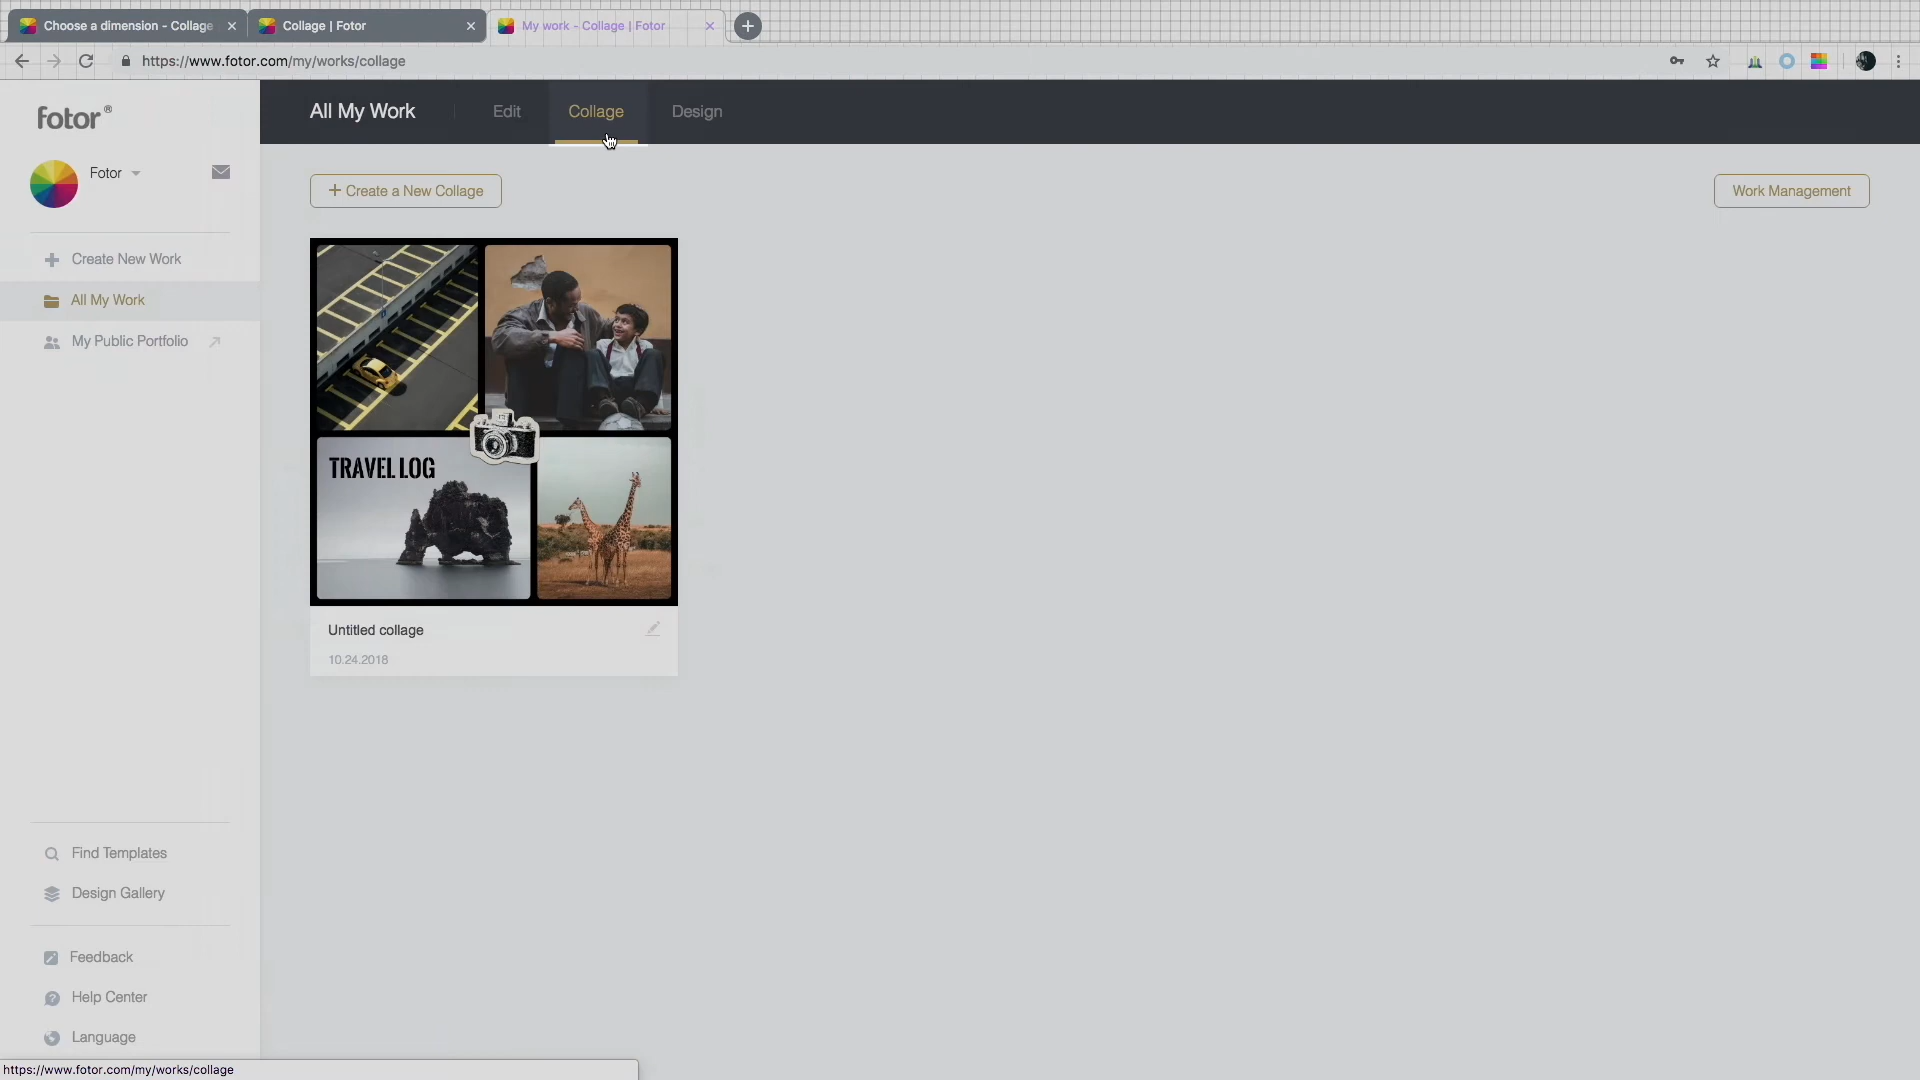 Choose a dimension - Collage
Collage | Fotor
My work - Collage | Fotor
https://www.fotor.com/my/works/collage
fotor®
All My Work
Edit
Collage
Design
Fotor
+ Create a New Collage
Work Management
Create New Work
All My Work
My Public Portfolio
TRAVEL LOG
Untitled collage
10.24.2018
Find Templates
Design Gallery
Feedback
Help Center
Language
https://www.fotor.com/my/works/collage